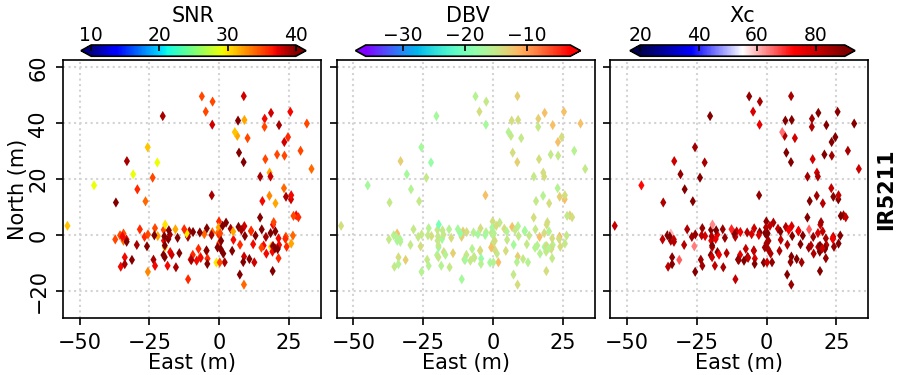 SNR DBV Xc
10 20 30 40 −30 −20 −10 20 40 60 80
60
40
20
0
−20
North (m)
−50 −25 0 25 −50 −25 0 25 −50 −25 0 25
East (m) East (m) East (m)
IR5211